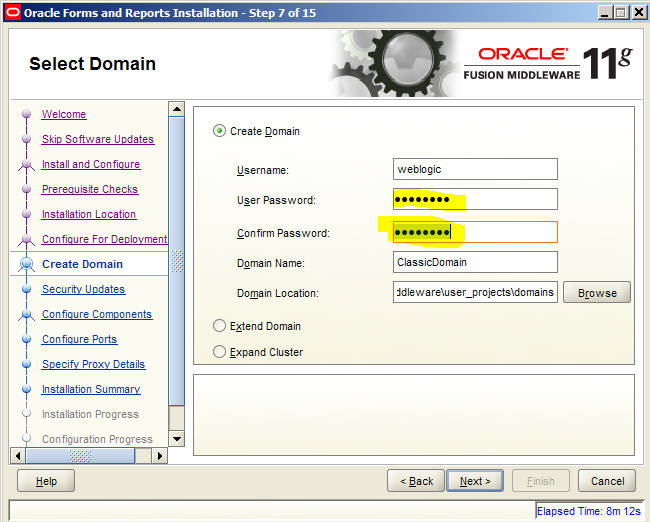 Oracle Forms and Reports Installation - Step 7 of 15
Select Domain
ORACLE
FUSION MIDDLEWARE 11g
Welcome
Skip Software Updates
Install and Configure
Prerequisite Checks
Installation Location
Configure For Deployment
Create Domain
Security Updates
Configure Components
Configure Ports
Specify Proxy Details
Installation Summary
Installation Progress
Configuration Progress
Create Domain
Username: weblogic
User Password: ●●●●●●●●
Confirm Password: ●●●●●●●●
Domain Name: ClassicDomain
Domain Location: ddleware\user_projects\domains Browse
Extend Domain
Expand Cluster
Help < Back Next > Finish Cancel
Elapsed Time: 8m 12s